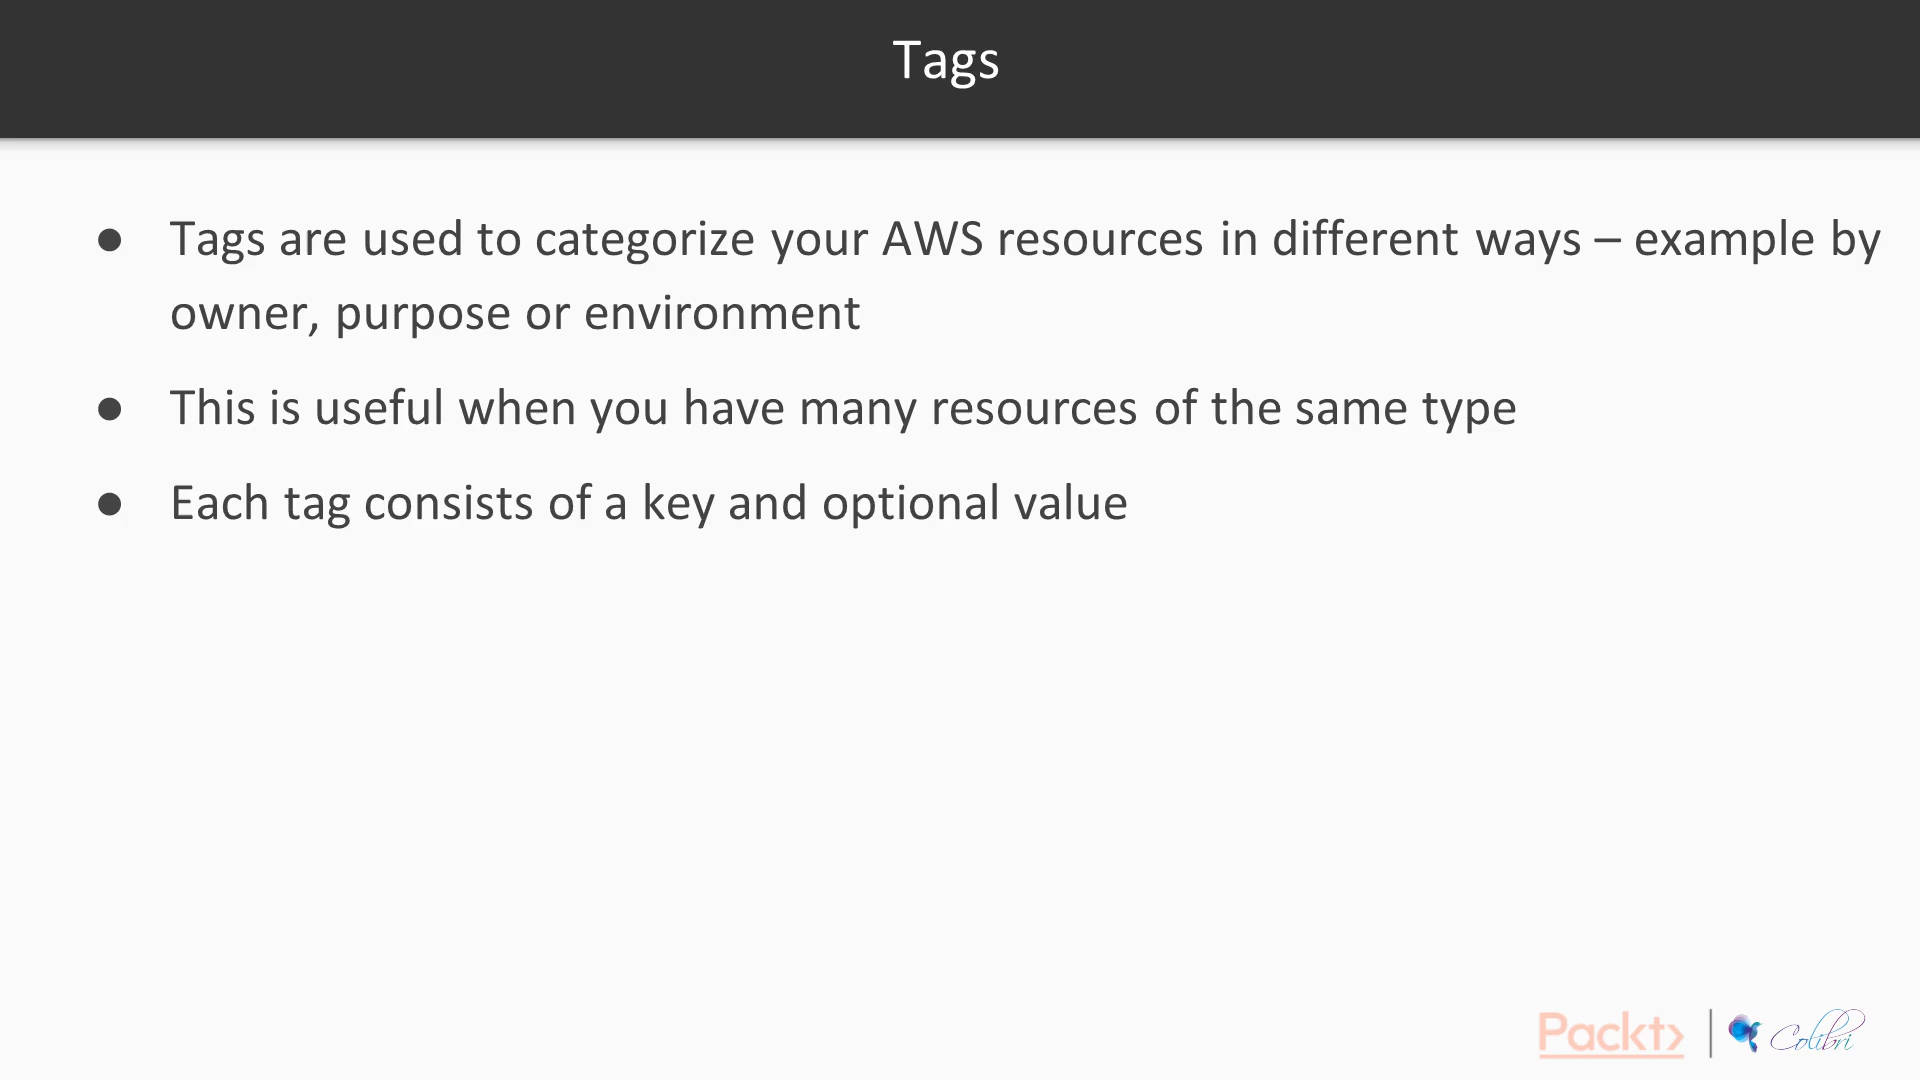 Tags
● Tags are used to categorize your AWS resources in different ways – example by
owner, purpose or environment
● This is useful when you have many resources of the same type
● Each tag consists of a key and optional value
Packt> | Colibri